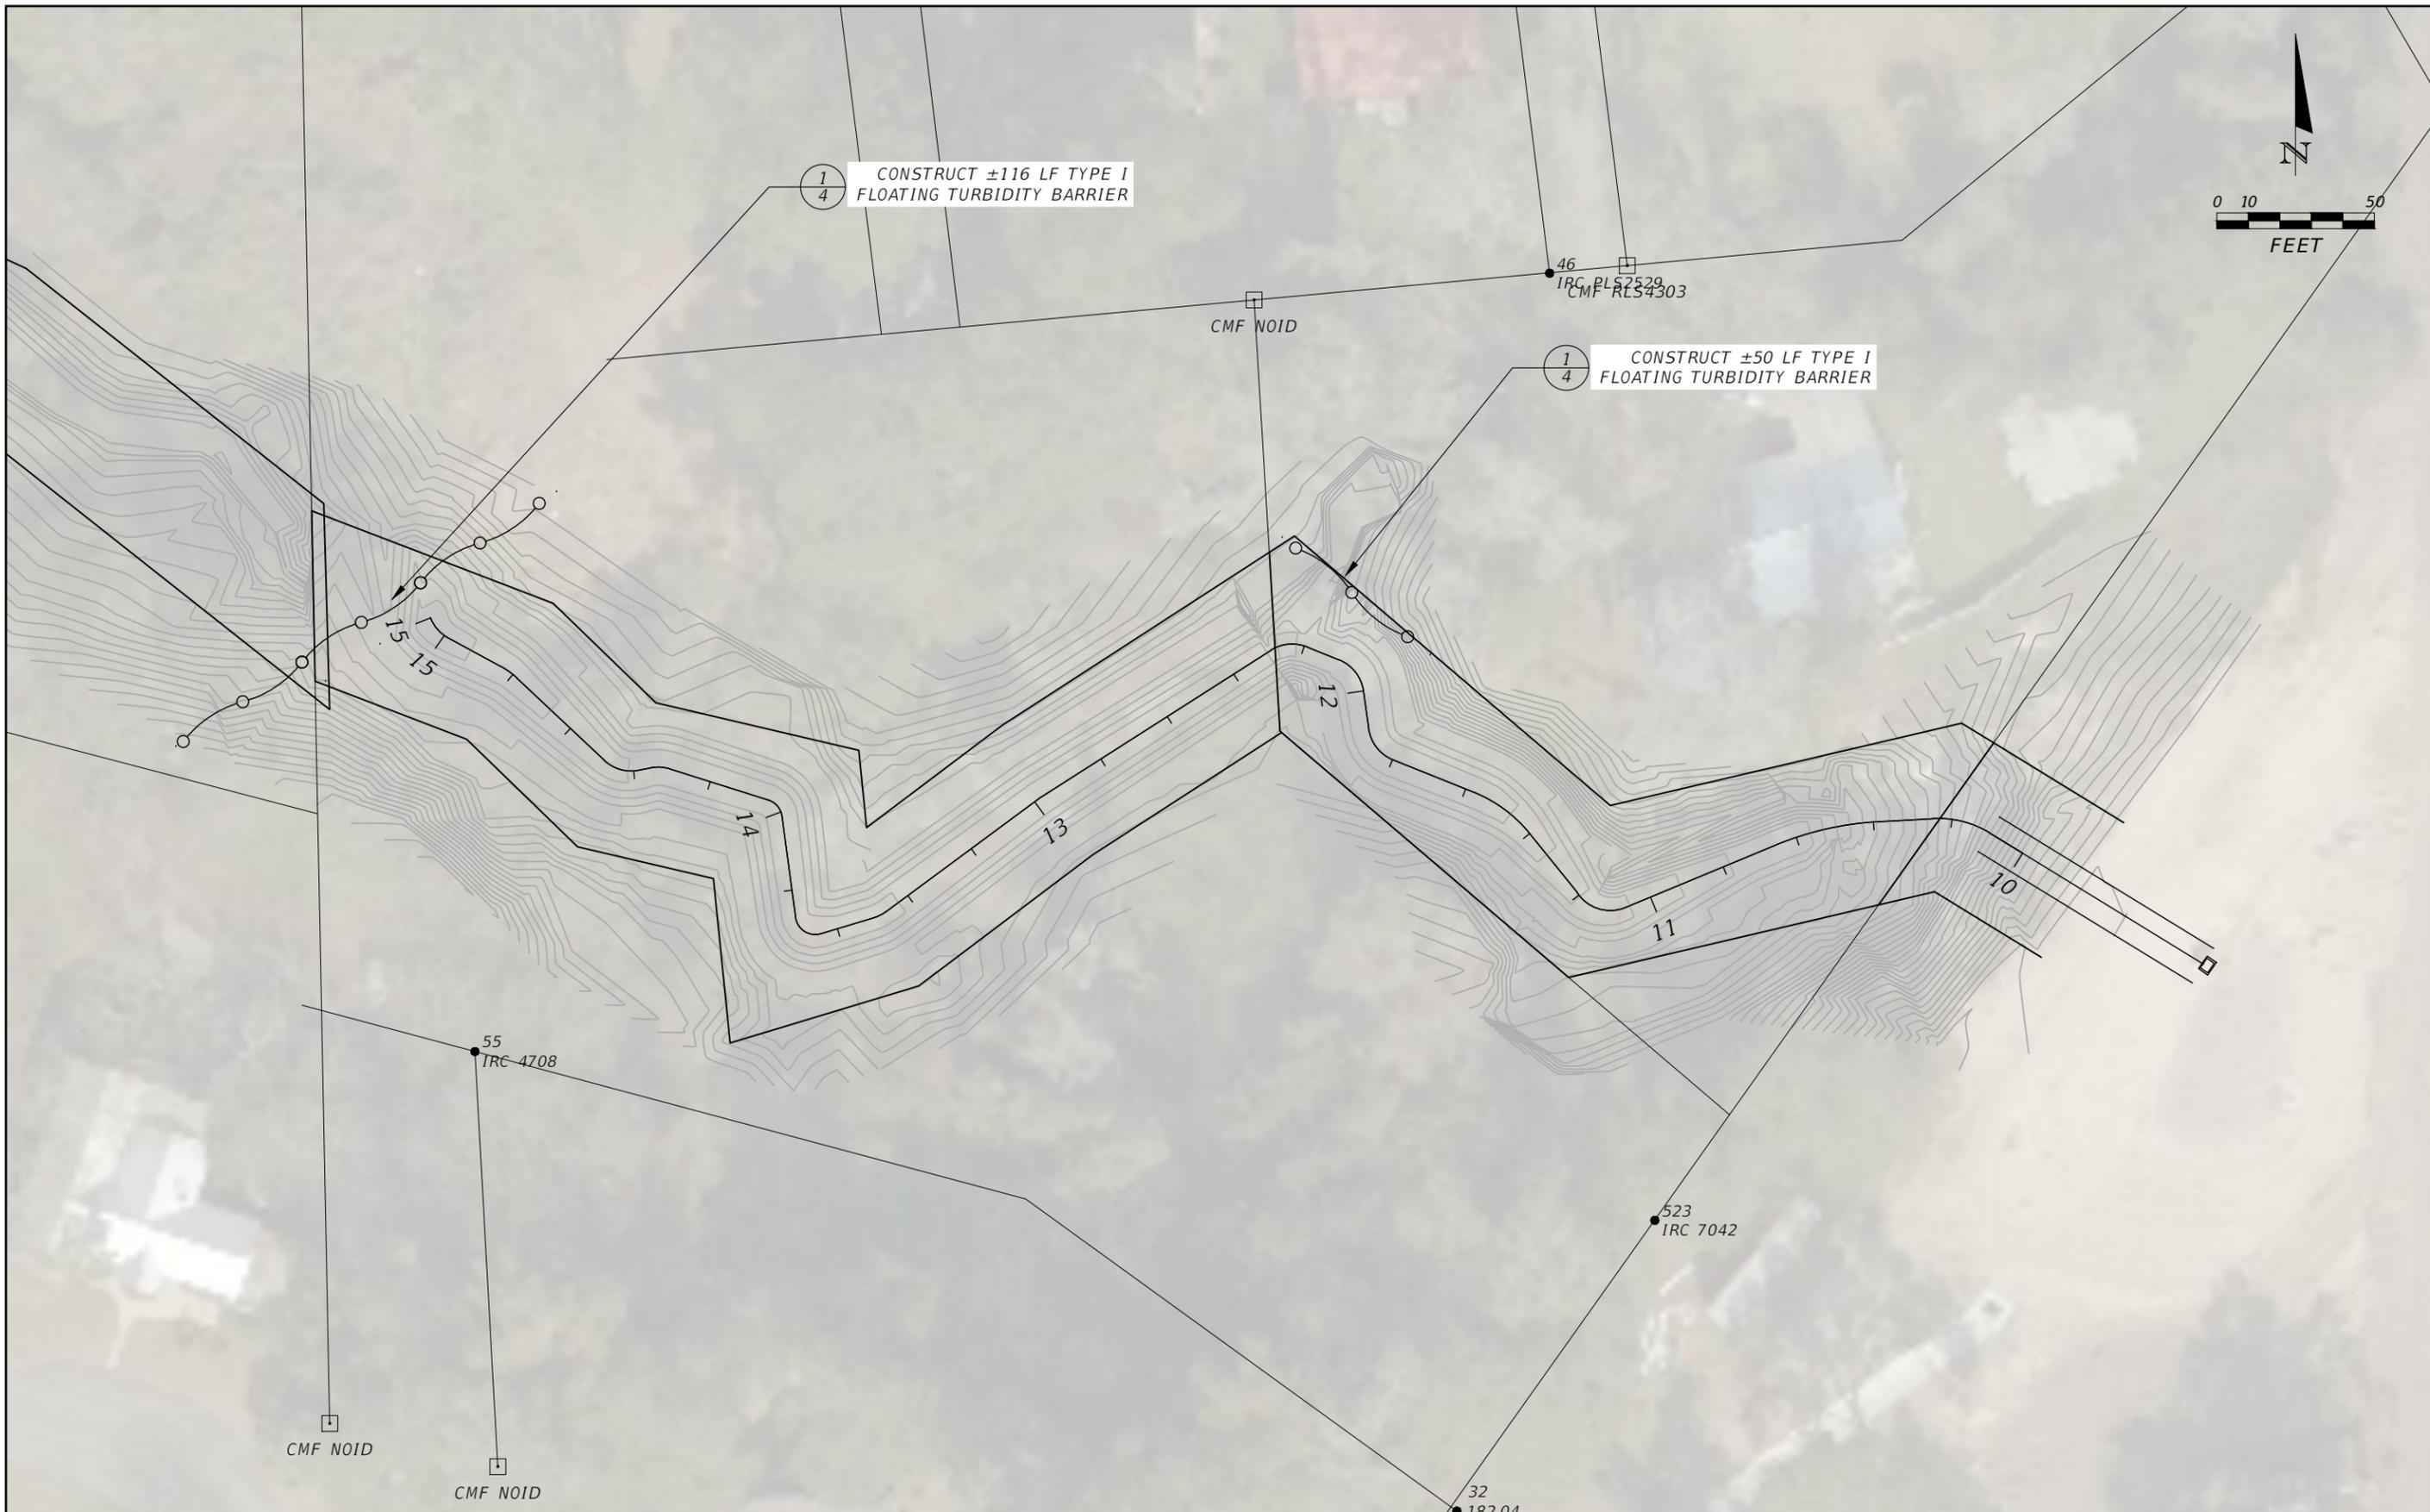 1
4
CONSTRUCT ±116 LF TYPE I
FLOATING TURBIDITY BARRIER
N
0 10 50
FEET
46
IRC PLS2529
CMF RLS4303
CMF NOID
1
4
CONSTRUCT ±50 LF TYPE I
FLOATING TURBIDITY BARRIER
15
15
14
13
12
11
10
55
IRC 4708
523
IRC 7042
CMF NOID
CMF NOID
32
182.04